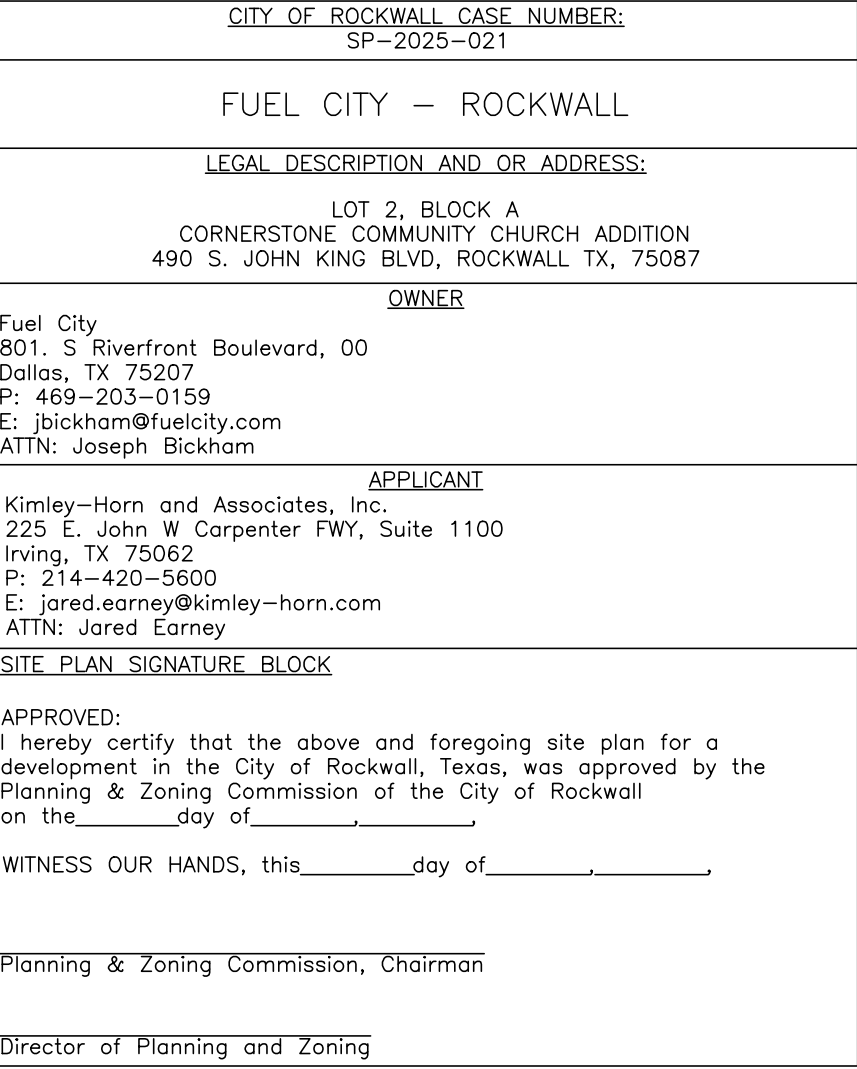 CITY OF ROCKWALL CASE NUMBER:
SP-2025-021
FUEL CITY - ROCKWALL
LEGAL DESCRIPTION AND OR ADDRESS:
LOT 2, BLOCK A
CORNERSTONE COMMUNITY CHURCH ADDITION
490 S. JOHN KING BLVD, ROCKWALL TX, 75087
OWNER
Fuel City
801. S Riverfront Boulevard, 00
Dallas, TX 75207
P: 469-203-0159
E: jbickham@fuelcity.com
ATTN: Joseph Bickham
APPLICANT
Kimley-Horn and Associates, Inc.
225 E. John W Carpenter FWY, Suite 1100
Irving, TX 75062
P: 214-420-5600
E: jared.earney@kimley-horn.com
ATTN: Jared Earney
SITE PLAN SIGNATURE BLOCK
APPROVED:
I hereby certify that the above and foregoing site plan for a
development in the City of Rockwall, Texas, was approved by the
Planning & Zoning Commission of the City of Rockwall
on the________day of________,_________,
WITNESS OUR HANDS, this_________day of________,_________,
Planning & Zoning Commission, Chairman
Director of Planning and Zoning